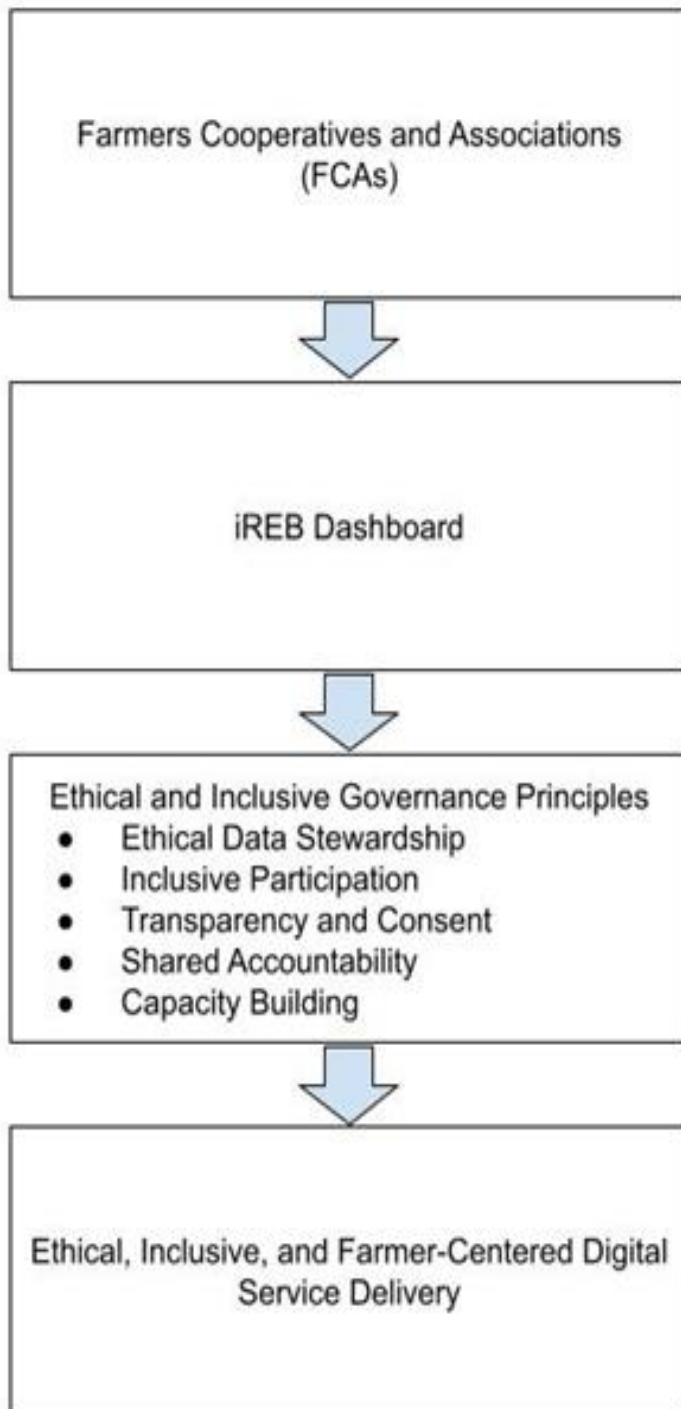 Farmers Cooperatives and Associations
(FCAs)
iREB Dashboard
Ethical and Inclusive Governance Principles
● Ethical Data Stewardship
● Inclusive Participation
● Transparency and Consent
● Shared Accountability
● Capacity Building
Ethical, Inclusive, and Farmer-Centered Digital
Service Delivery